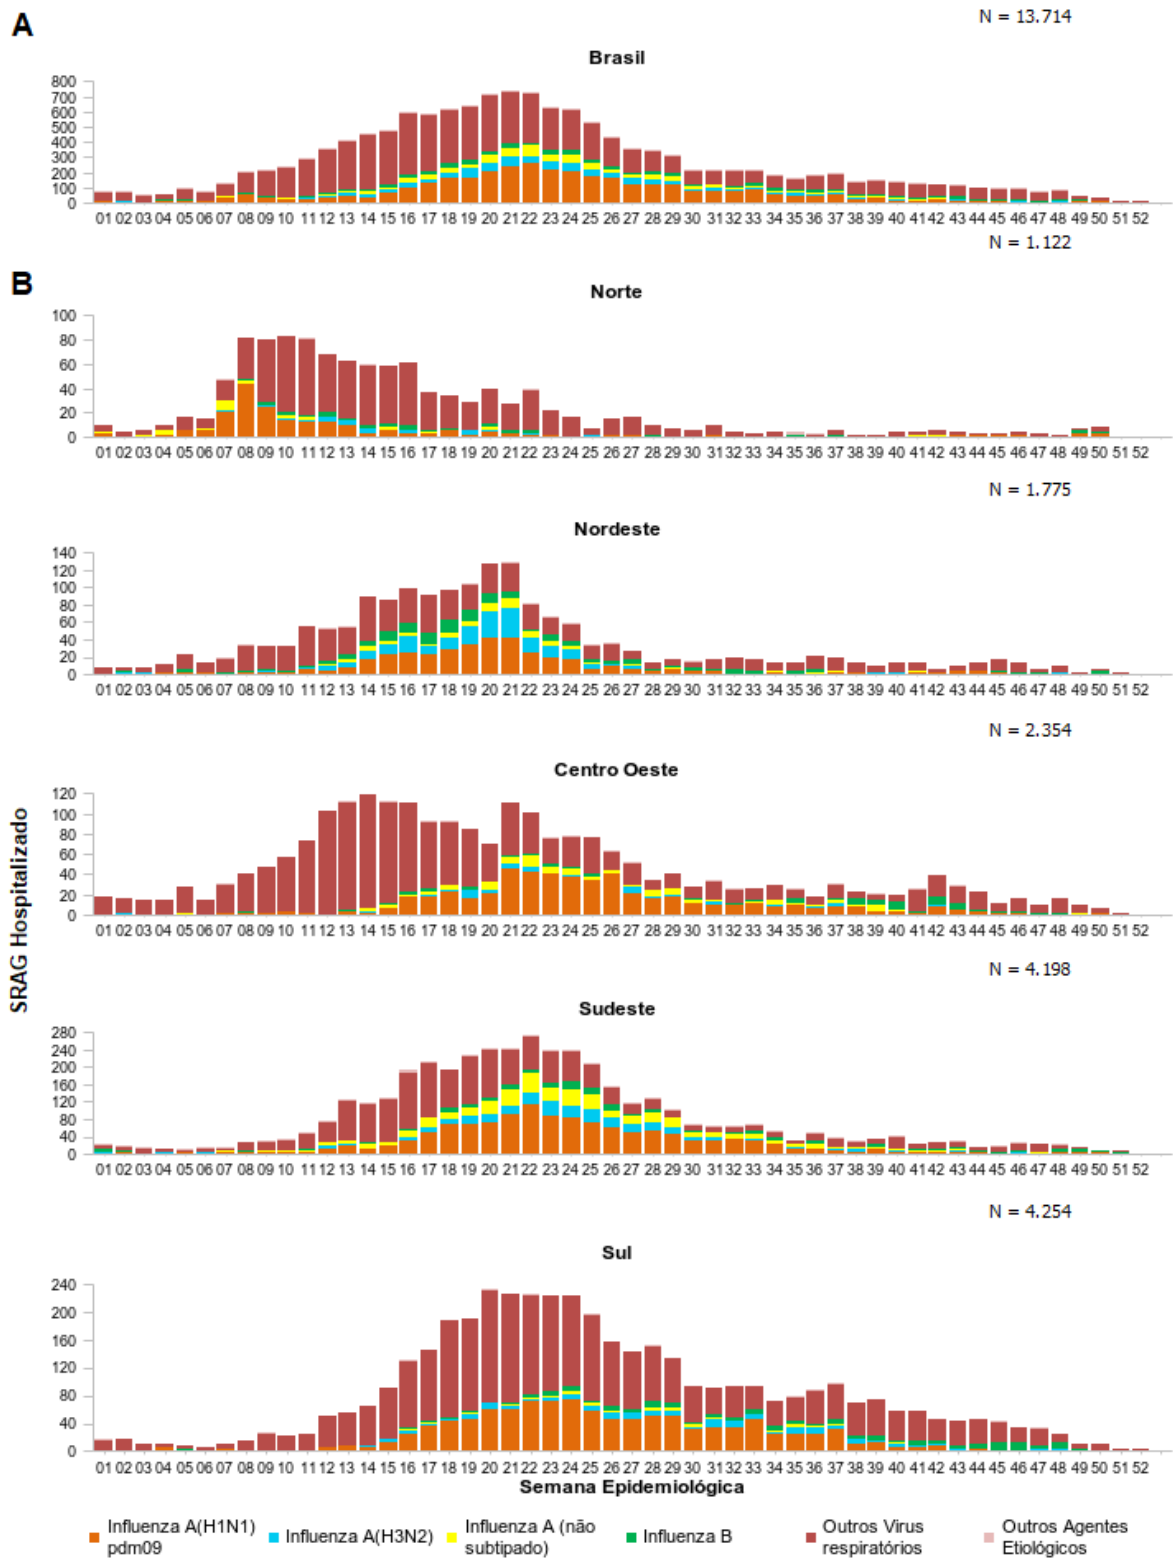 A
N = 13.714
Brasil
800
700
600
500
400
300
200
100
0
01 02 03 04 05 06 07 08 09 10 11 12 13 14 15 16 17 18 19 20 21 22 23 24 25 26 27 28 29 30 31 32 33 34 35 36 37 38 39 40 41 42 43 44 45 46 47 48 49 50 51 52
N = 1.122
B
Norte
100
80
60
40
20
0
01 02 03 04 05 06 07 08 09 10 11 12 13 14 15 16 17 18 19 20 21 22 23 24 25 26 27 28 29 30 31 32 33 34 35 36 37 38 39 40 41 42 43 44 45 46 47 48 49 50 51 52
N = 1.775
Nordeste
140
120
100
80
60
40
20
0
01 02 03 04 05 06 07 08 09 10 11 12 13 14 15 16 17 18 19 20 21 22 23 24 25 26 27 28 29 30 31 32 33 34 35 36 37 38 39 40 41 42 43 44 45 46 47 48 49 50 51 52
N = 2.354
Centro Oeste
120
100
80
60
40
20
0
01 02 03 04 05 06 07 08 09 10 11 12 13 14 15 16 17 18 19 20 21 22 23 24 25 26 27 28 29 30 31 32 33 34 35 36 37 38 39 40 41 42 43 44 45 46 47 48 49 50 51 52
SRAG Hospitalizado
N = 4.198
Sudeste
280
240
200
160
120
80
40
0
01 02 03 04 05 06 07 08 09 10 11 12 13 14 15 16 17 18 19 20 21 22 23 24 25 26 27 28 29 30 31 32 33 34 35 36 37 38 39 40 41 42 43 44 45 46 47 48 49 50 51 52
N = 4.254
Sul
240
200
160
120
80
40
0
01 02 03 04 05 06 07 08 09 10 11 12 13 14 15 16 17 18 19 20 21 22 23 24 25 26 27 28 29 30 31 32 33 34 35 36 37 38 39 40 41 42 43 44 45 46 47 48 49 50 51 52
Semana Epidemiológica
Influenza A(H1N1)
pdm09
Influenza A(H3N2)
Influenza A (não
subtipado)
Influenza B
Outros Virus
respiratórios
Outros Agentes
Etiológicos